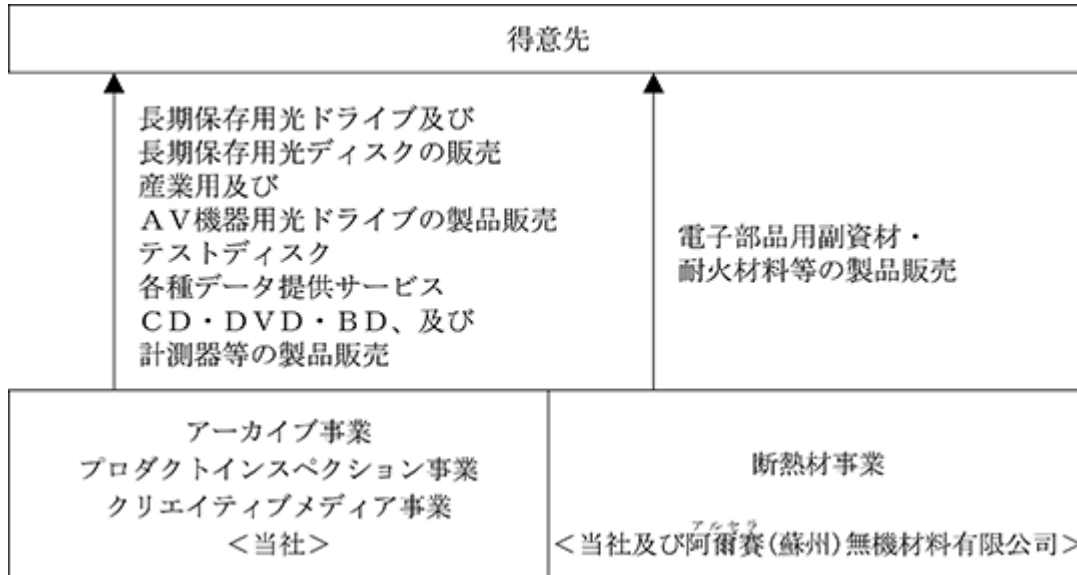 得意先
長期保存用光ドライブ及び
長期保存用光ディスクの販売
産業用及び
ＡＶ機器用光ドライブの製品販売
テストディスク
各種データ提供サービス
ＣＤ・ＤＶＤ・ＢＤ、及び
計測器等の製品販売
電子部品用副資材・
耐火材料等の製品販売
アーカイブ事業
プロダクトインスペクション事業
クリエイティブメディア事業
＜当社＞
断熱材事業
アルセラ
＜当社及び阿爾賽(蘇州)無機材料有限公司＞